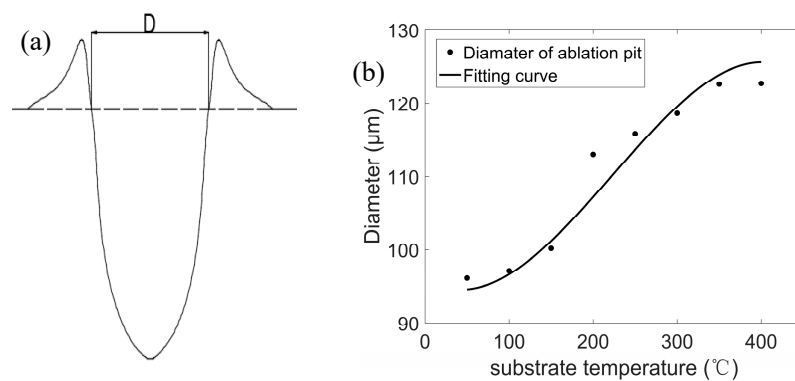 (a)
D
(b)
130
120
110
100
90
Diameter (μm)
Diamater of ablation pit
Fitting curve
0
100
200
300
400
substrate temperature (℃)